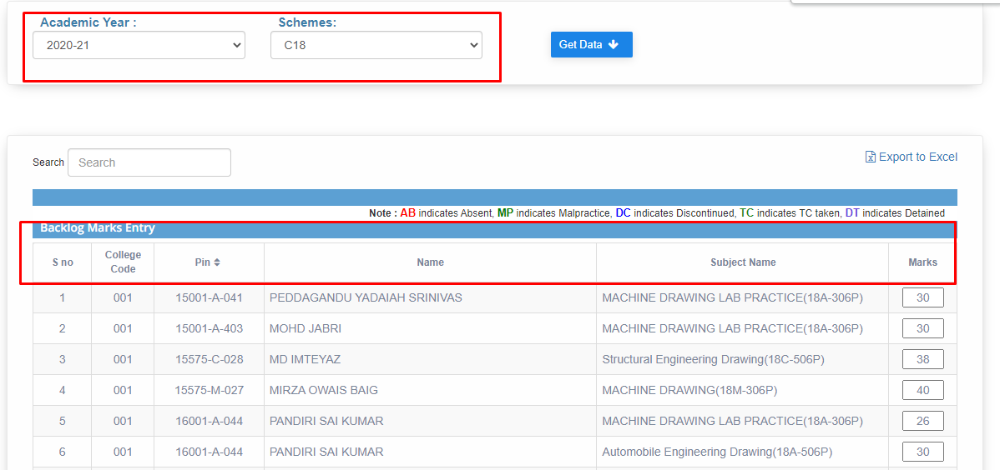 Academic Year : Schemes:
2020-21 C18 Get Data
Search Search Export to Excel
Note : AB indicates Absent, MP indicates Malpractice, DC indicates Discontinued, TC indicates TC taken, DT indicates Detained
Backlog Marks Entry
S no College Code Pin Name Subject Name Marks
1 001 15001-A-041 PEDDAGANDU YADAIAH SRINIVAS MACHINE DRAWING LAB PRACTICE(18A-306P) 30
2 001 15001-A-403 MOHD JABRI MACHINE DRAWING LAB PRACTICE(18A-306P) 30
3 001 15575-C-028 MD IMTEYAZ Structural Engineering Drawing(18C-506P) 38
4 001 15575-M-027 MIRZA OWAIS BAIG MACHINE DRAWING(18M-306P) 40
5 001 16001-A-044 PANDIRI SAI KUMAR MACHINE DRAWING LAB PRACTICE(18A-306P) 26
6 001 16001-A-044 PANDIRI SAI KUMAR Automobile Engineering Drawing(18A-506P) 30